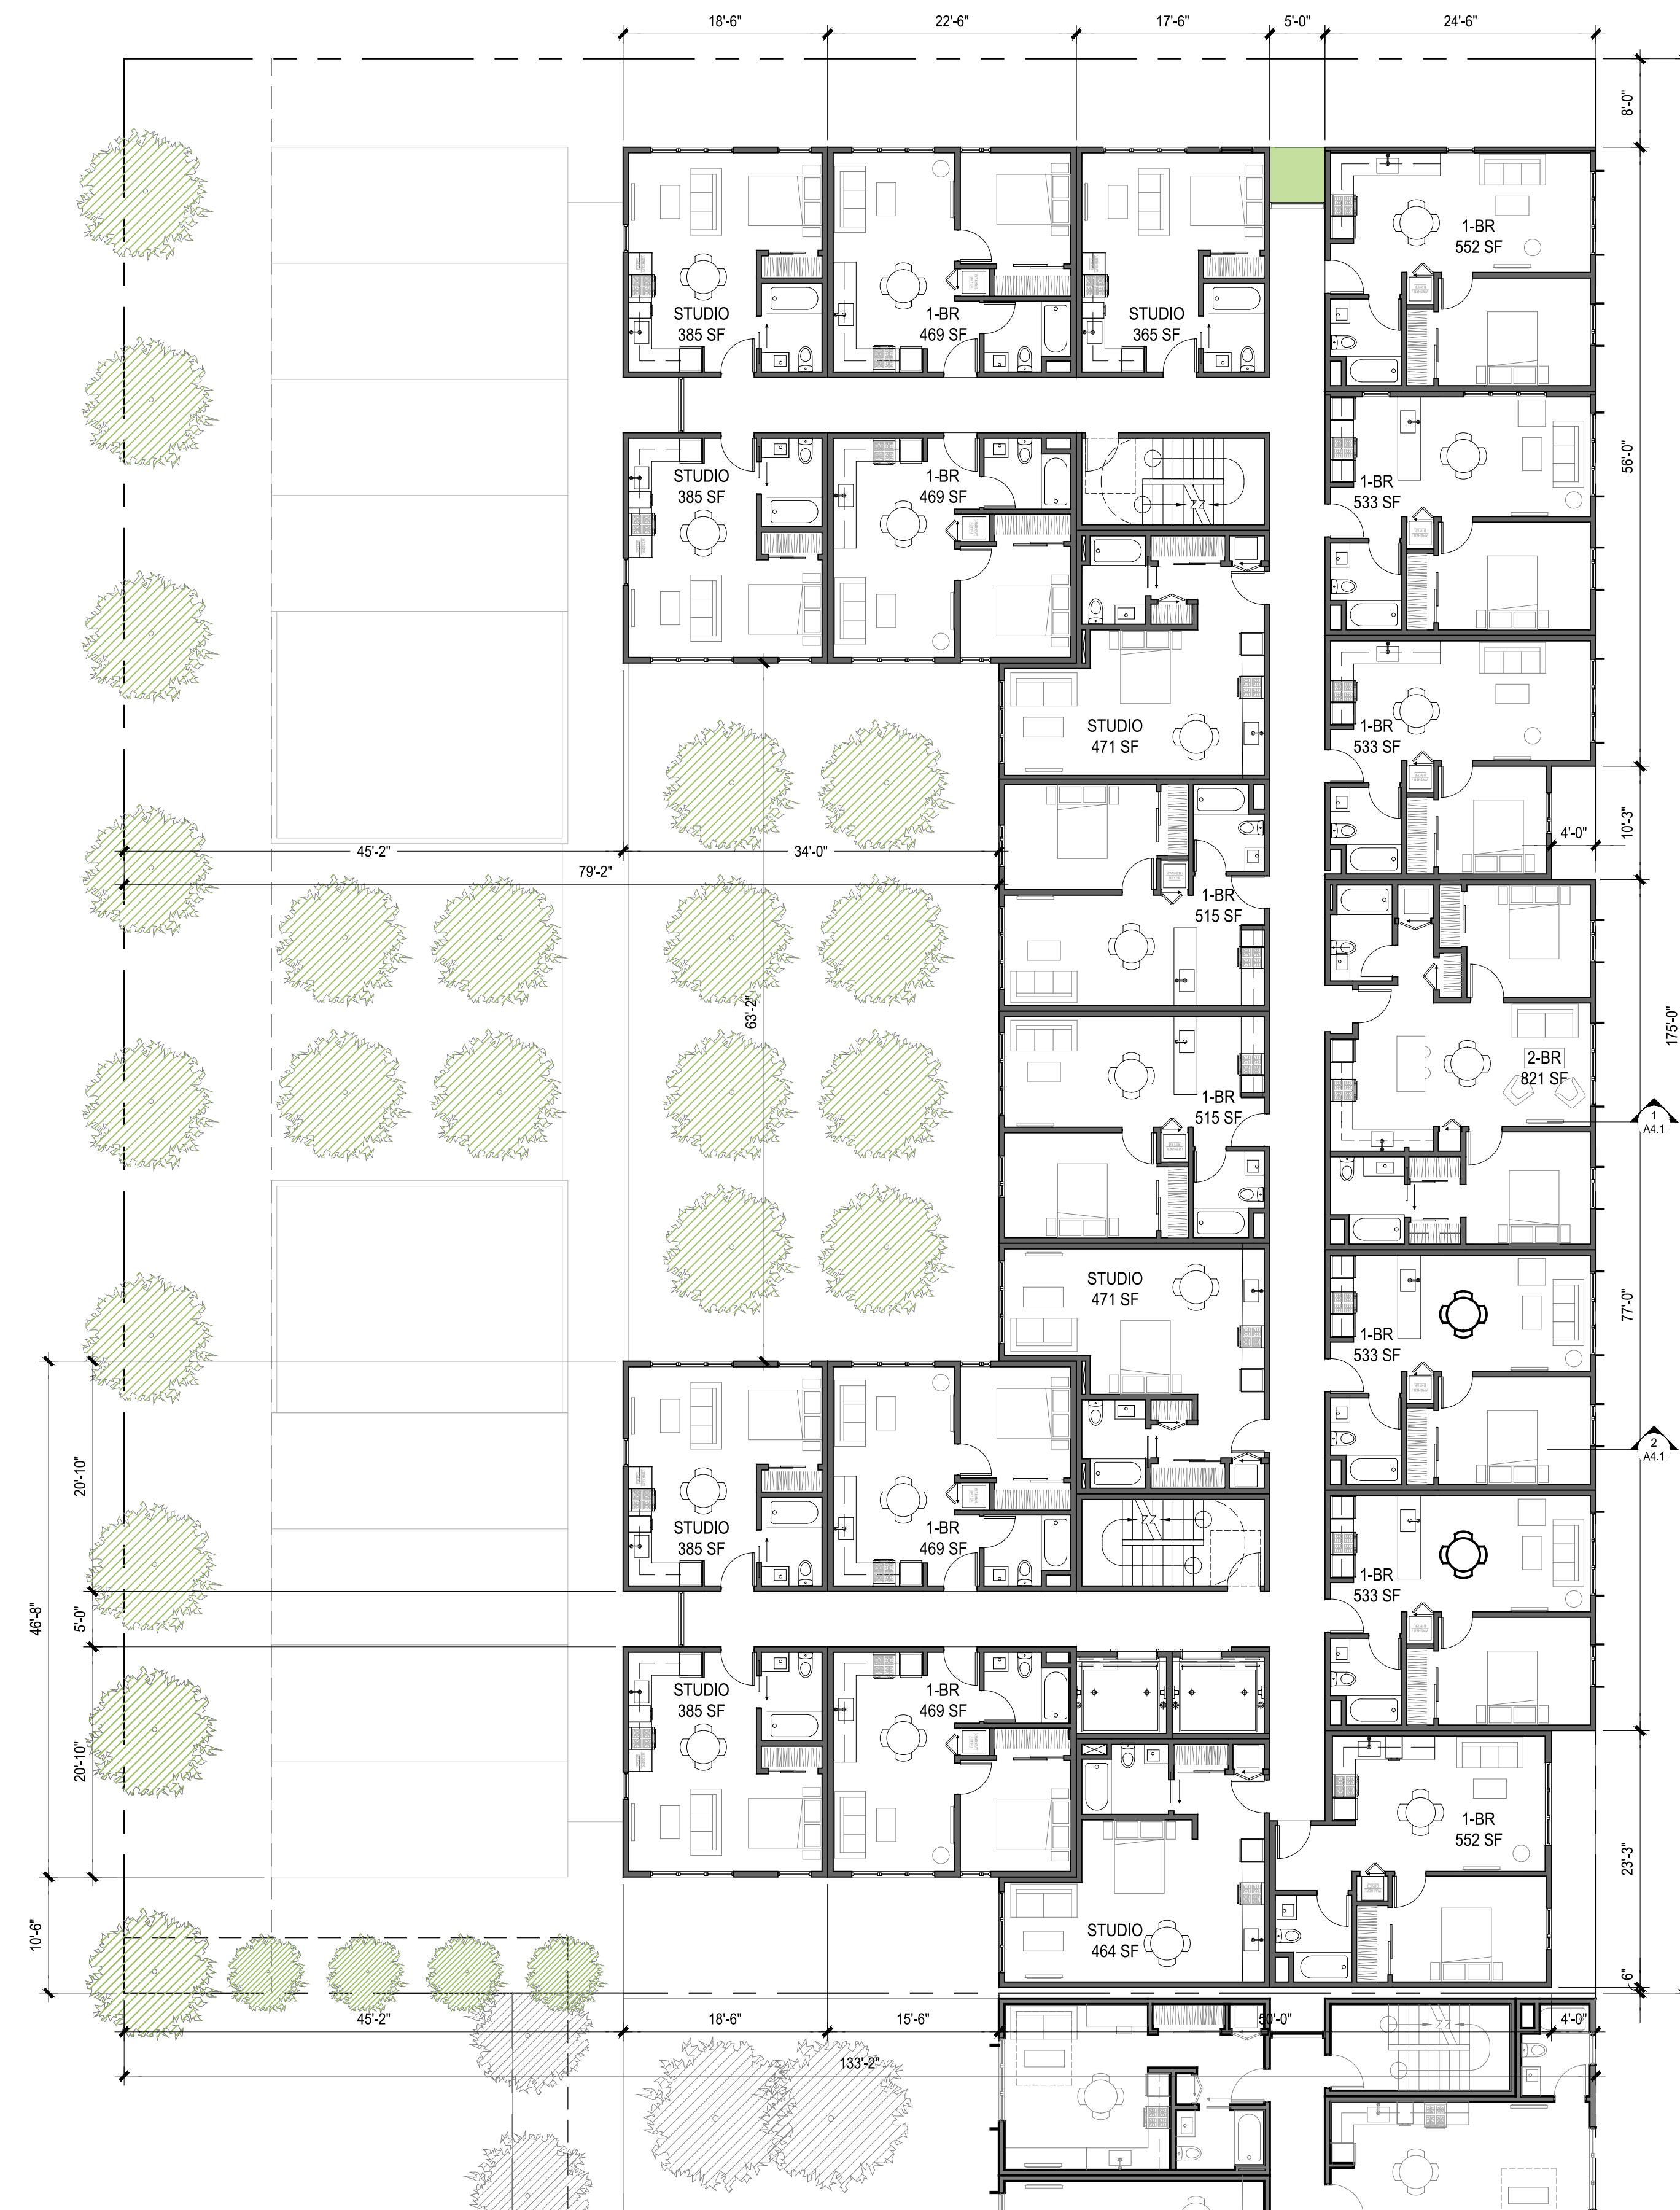 18'-6"
22'-6"
17'-6"
5'-0"
24'-6"
8'-0"
1-BR
552 SF
STUDIO
385 SF
1-BR
469 SF
STUDIO
365 SF
STUDIO
385 SF
1-BR
469 SF
1-BR
533 SF
56'-0"
STUDIO
471 SF
1-BR
533 SF
10'-3"
4'-0"
45'-2"
34'-0"
79'-2"
1-BR
515 SF
63'-2"
175'-0"
2-BR
821 SF
1-BR
515 SF
1
A4.1
STUDIO
471 SF
77'-0"
1-BR
533 SF
2
A4.1
20'-10"
STUDIO
385 SF
1-BR
469 SF
1-BR
533 SF
46'-8"
5'-0"
STUDIO
385 SF
1-BR
469 SF
20'-10"
1-BR
552 SF
23'-3"
STUDIO
464 SF
10'-6"
6"
45'-2"
18'-6"
15'-6"
50'-0"
4'-0"
133'-2"